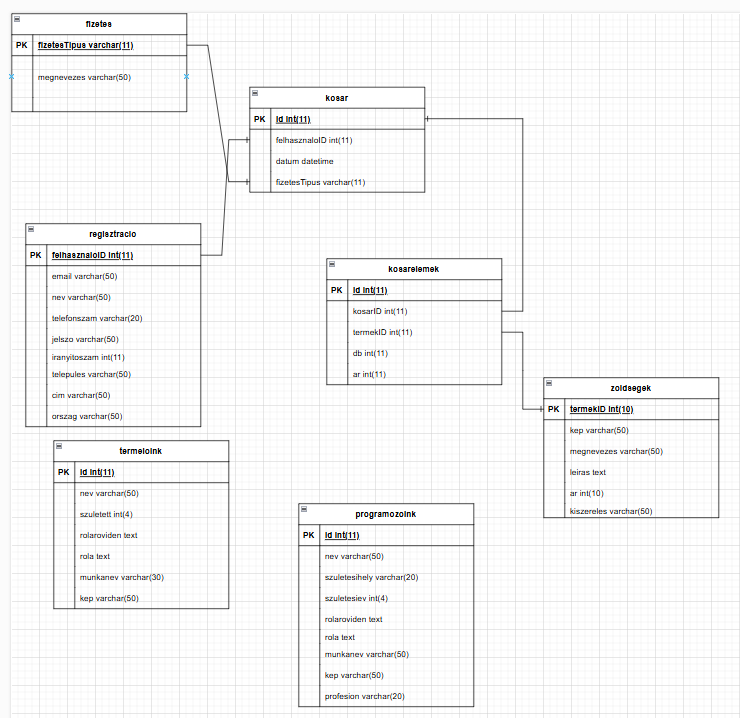 fizetes
PK fizetesTipus varchar(11)
megnevezes varchar(50)
kosar
PK id int(11)
felhasznaloID int(11)
datum datetime
fizetesTipus varchar(11)
regisztracio
PK felhasznaloID int(11)
email varchar(50)
nev varchar(50)
telefonszam varchar(20)
jelszo varchar(50)
iranyitoszam int(11)
telepules varchar(50)
cim varchar(50)
orszag varchar(50)
kosarelemek
PK id int(11)
kosarID int(11)
termekID int(11)
db int(11)
ar int(11)
zoldsegek
PK termekID int(10)
kep varchar(50)
megnevezes varchar(50)
leiras text
ar int(10)
kiszereles varchar(50)
termeloink
PK id int(11)
nev varchar(50)
szuletett int(4)
rolaroviden text
rola text
munkanev varchar(30)
kep varchar(50)
programozoink
PK id int(11)
nev varchar(50)
szuletesihely varchar(20)
szuletesiev int(4)
rolaroviden text
rola text
munkanev varchar(50)
kep varchar(50)
profesion varchar(20)